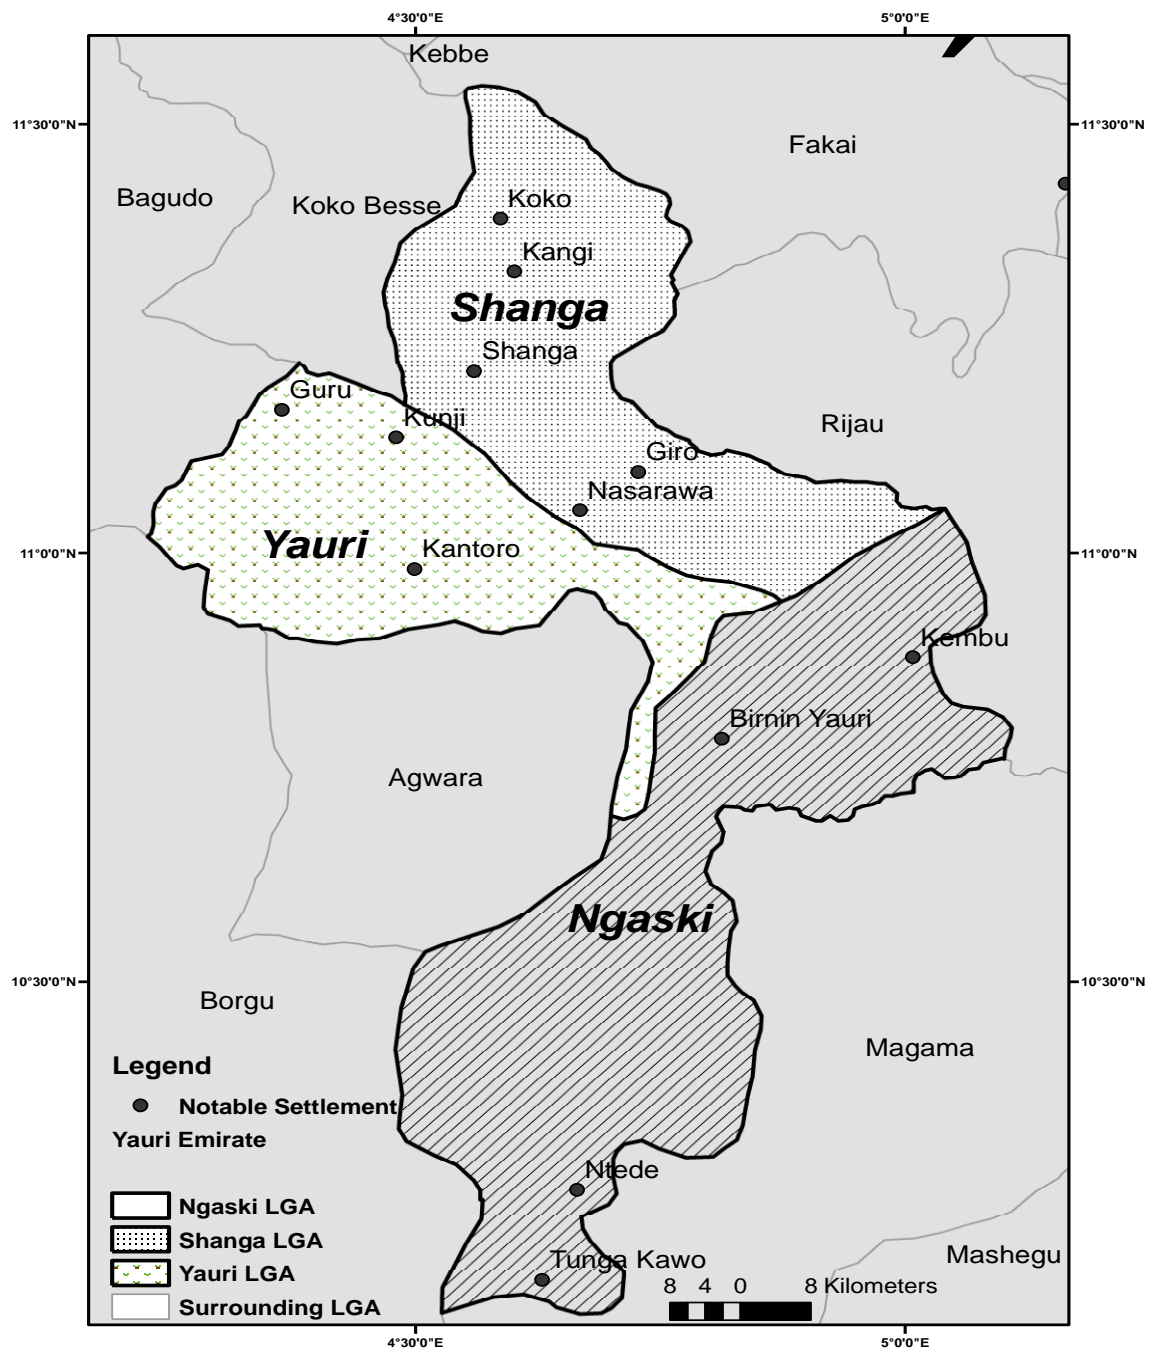 4°30'0"E 5°0'0"E
Kebbe
11°30'0"N 11°30'0"N
Fakai
Bagudo
Koko
Koko Besse
Kangi
Shanga
Shanga
Guru
Kunji
Rijau
Giro
Nasarawa
Yauri
Kantoro
11°0'0"N 11°0'0"N
Kembu
Birnin Yauri
Agwara
Ngaski
10°30'0"N 10°30'0"N
Borgu
Magama
Legend
Notable Settlement
Yauri Emirate
Ntede
Ngaski LGA
Shanga LGA
Yauri LGA
Surrounding LGA
Mashegu
Tunga Kawo
8 4 0 8 Kilometers
4°30'0"E 5°0'0"E